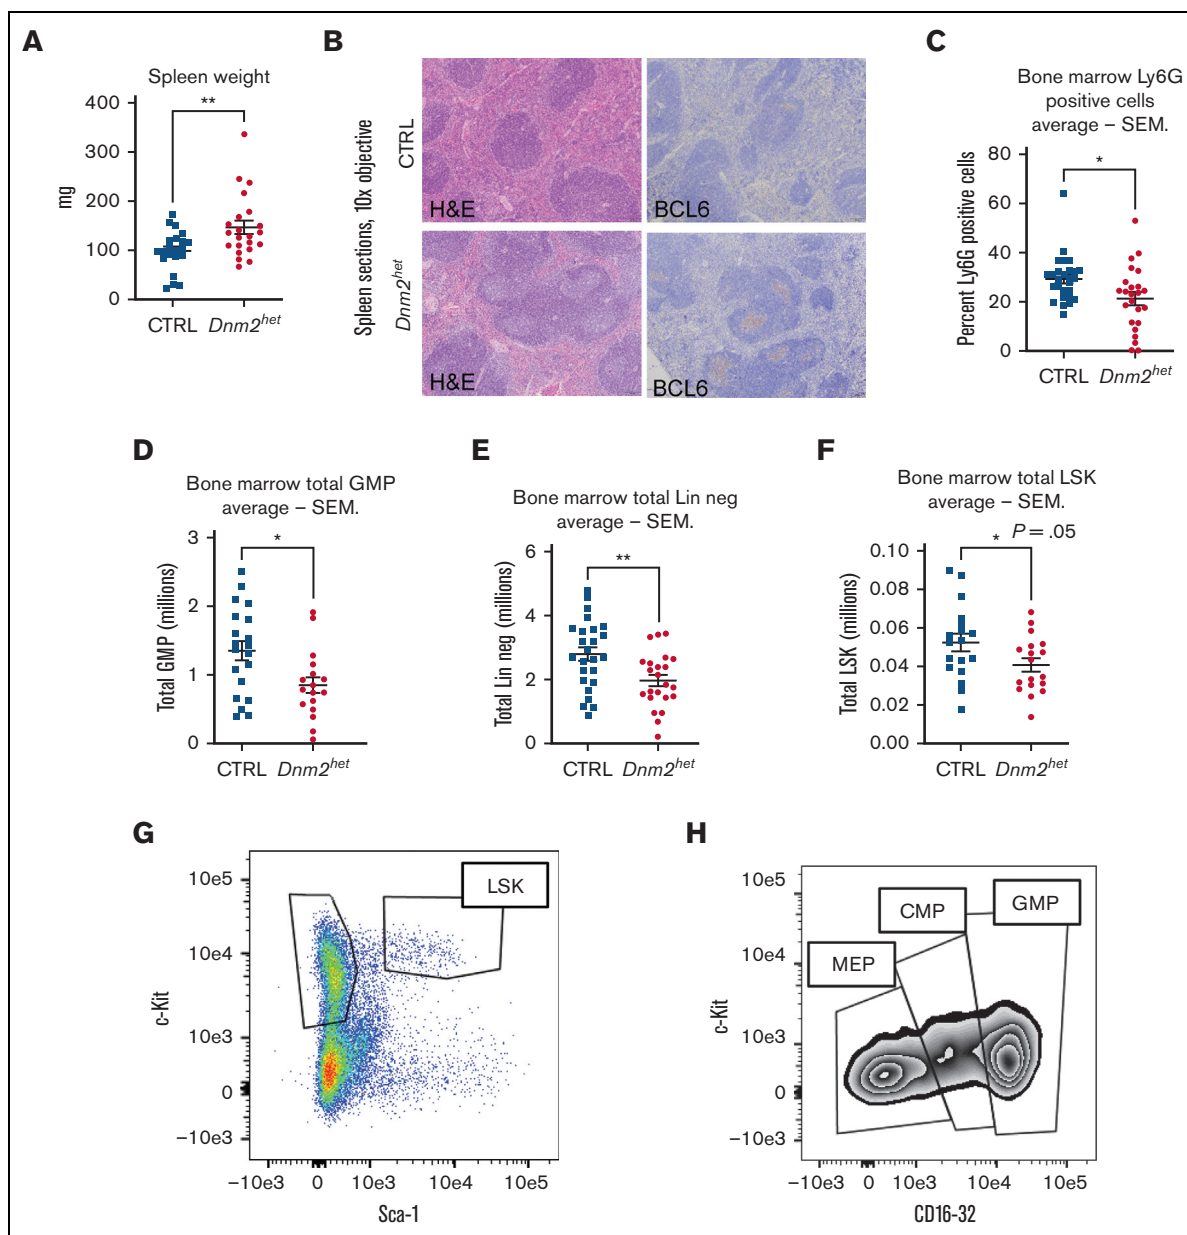 A
Spleen weight
**
400
300
200
100
0
mg
CTRL Dnm2het
B
Spleen sections, 10x objective
CTRL
Dnm2het
H&E
BCL6
H&E
BCL6
C
Bone marrow Ly6G
positive cells
average – SEM.
*
80
60
40
20
0
Percent Ly6G positive cells
CTRL Dnm2het
D
Bone marrow total GMP
average – SEM.
*
3
2
1
0
Total GMP (millions)
CTRL Dnm2het
E
Bone marrow total Lin neg
average – SEM.
**
6
4
2
0
Total Lin neg (millions)
CTRL Dnm2het
F
Bone marrow total LSK
average – SEM.
* P = .05
0.10
0.08
0.06
0.04
0.02
0.00
Total LSK (millions)
CTRL Dnm2het
G
LSK
10e5
10e4
10e3
0
–10e3
c-Kit
–10e3 0 10e3 10e4 10e5
Sca-1
H
GMP
CMP
MEP
10e5
10e4
10e3
0
–10e3
c-Kit
–10e3 0 10e3 10e4 10e5
CD16-32